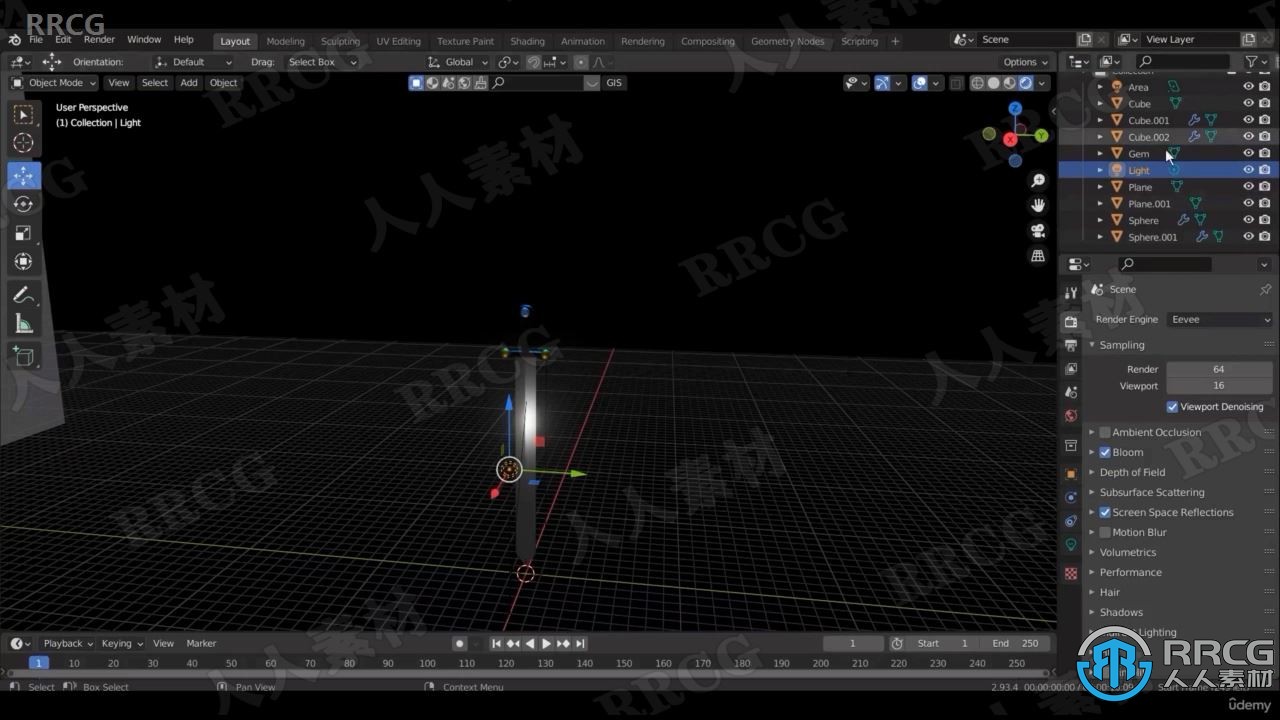 RRCG
File Edit Render Window Help Layout Modeling Sculpting UV Editing Texture Paint Shading Animation Rendering Compositing Geometry Nodes Scripting + Scene View Layer
Orientation: Default Drag: Select Box Global Options
Object Mode View Select Add Object GIS
User Perspective
(1) Collection | Light
Z
Y
X
Collection
Area
Cube
Cube.001
Cube.002
Gem
Light
Plane
Plane.001
Sphere
Sphere.001
Scene
Render Engine Eevee
Sampling
Render 64
Viewport 16
Viewport Denoising
Ambient Occlusion
Bloom
Depth of Field
Subsurface Scattering
Screen Space Reflections
Motion Blur
Volumetrics
Performance
Hair
Shadows
Lighting
Playback Keying View Marker 1 Start 1 End 250
1 10 20 30 40 50 60 70 80 90 100 110 120 130 140 150 160 170 180 190 200 210 220 230 240 250
Select Box Select Pan View Context Menu 2.93.4
RRCG
人人素材
ûdemy